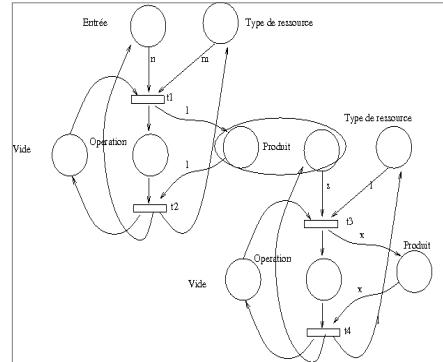 Entrée
Type de ressource
n
m
t1
1
Type de ressource
Vide
Operation
Produit
1
t2
z
1
t3
x
Produit
Operation
Vide
x
t4
1